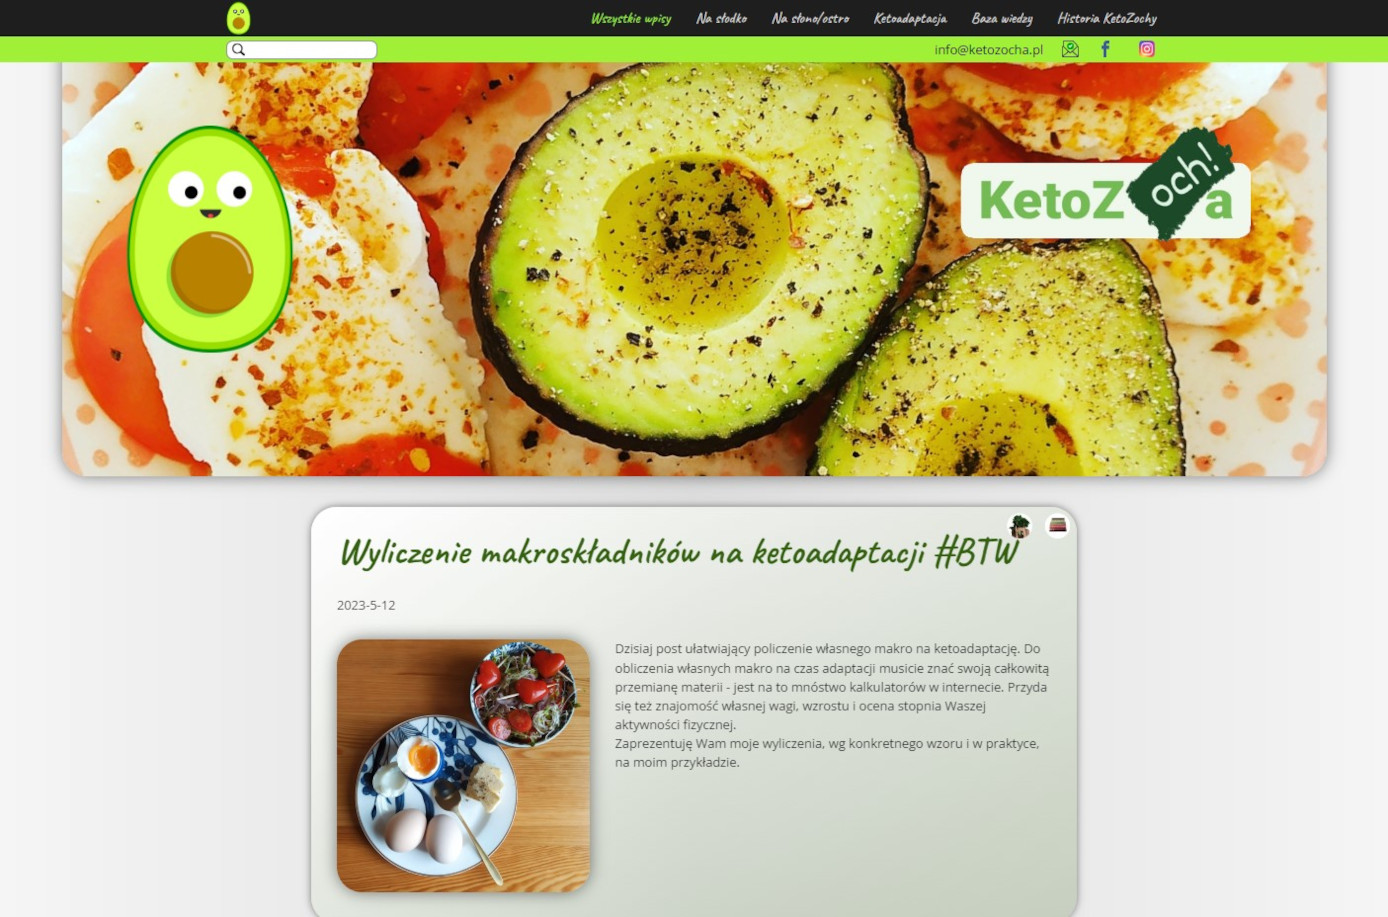 Wszystkie wpisy Na słodko Na słono/ostro Ketoadaptacja Baza wiedzy Historia KetoZochy
info@ketozocha.pl
KetoZocha!a
Wyliczenie makroskładników na ketoadaptacji #BTW
2023-5-12
Dzisiaj post ułatwiający policzenie własnego makro na ketoadaptację. Do
obliczenia własnych makro na czas adaptacji musicie znać swoją całkowitą
przemianę materii - jest na to mnóstwo kalkulatorów w internecie. Przyda
się też znajomość własnej wagi, wzrostu i ocena stopnia Waszej
aktywności fizycznej.
Zaprezentuję Wam moje wyliczenia, wg konkretnego wzoru i w praktyce,
na moim przykładzie.